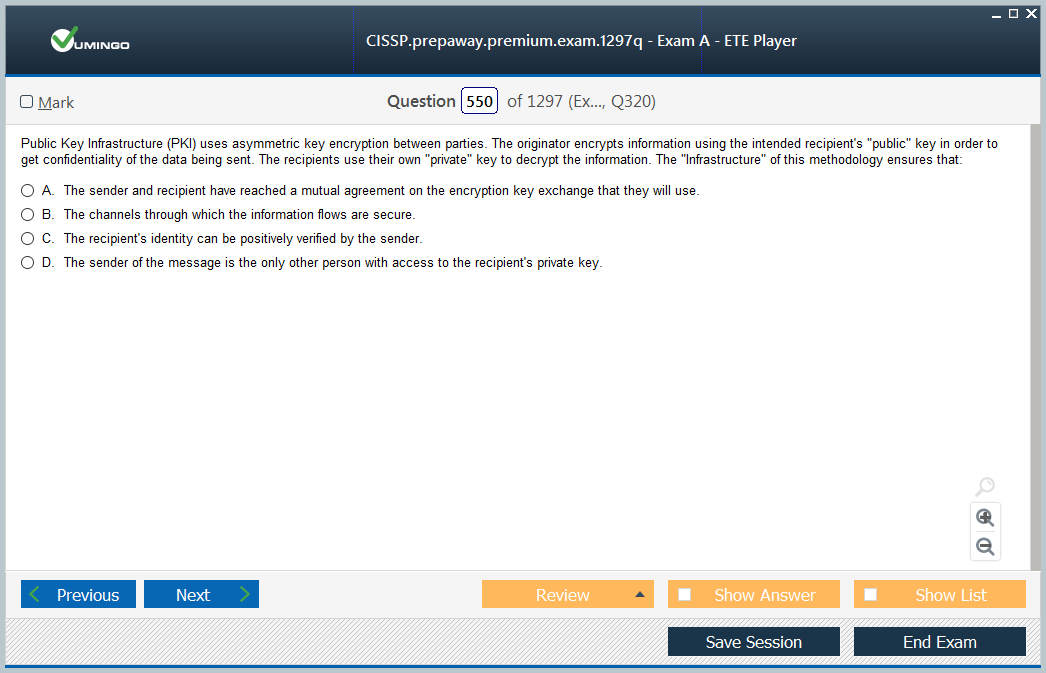 VUMINGO
CISSP.prepaway.premium.exam.1297q - Exam A - ETE Player
Mark
Question 550 of 1297 (Ex..., Q320)
Public Key Infrastructure (PKI) uses asymmetric key encryption between parties. The originator encrypts information using the intended recipient's "public" key in order to
get confidentiality of the data being sent. The recipients use their own "private" key to decrypt the information. The "Infrastructure" of this methodology ensures that:
A. The sender and recipient have reached a mutual agreement on the encryption key exchange that they will use.
B. The channels through which the information flows are secure.
C. The recipient's identity can be positively verified by the sender.
D. The sender of the message is the only other person with access to the recipient's private key.
Previous
Next
Review
Show Answer
Show List
Save Session
End Exam